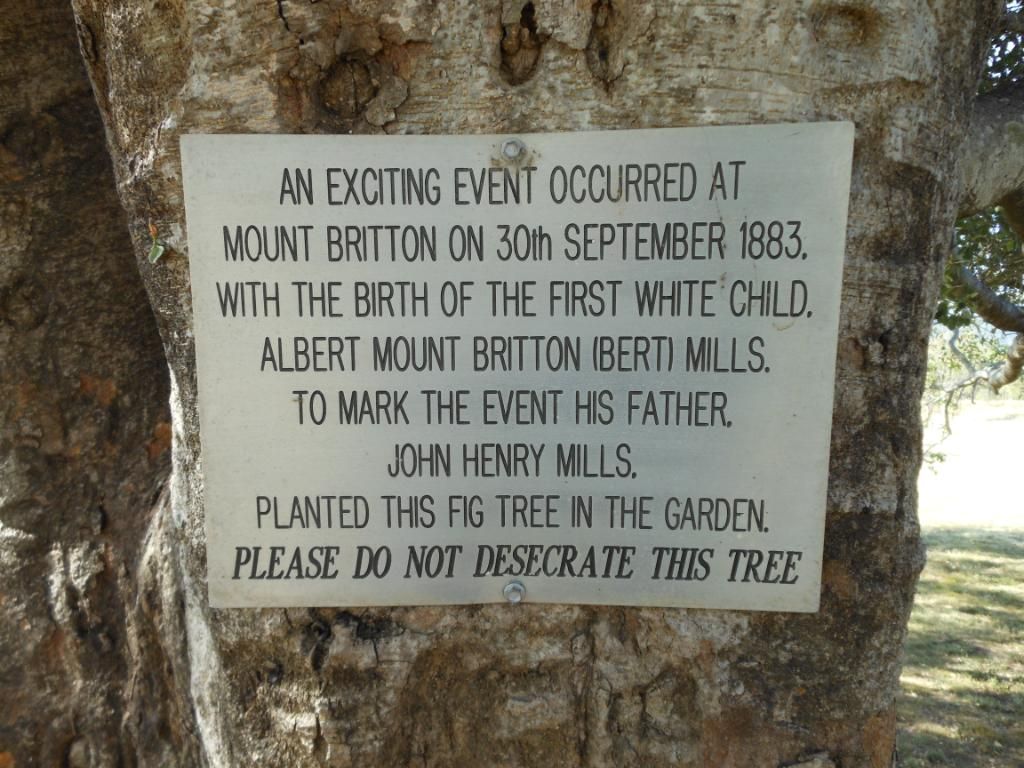 AN EXCITING EVENT OCCURRED AT
MOUNT BRITTON ON 30th SEPTEMBER 1883.
WITH THE BIRTH OF THE FIRST WHITE CHILD.
ALBERT MOUNT BRITTON (BERT) MILLS.
TO MARK THE EVENT HIS FATHER,
JOHN HENRY MILLS,
PLANTED THIS FIG TREE IN THE GARDEN.
PLEASE DO NOT DESECRATE THIS TREE